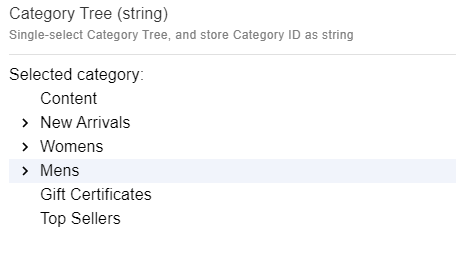 Category Tree (string)
Single-select Category Tree, and store Category ID as string
Selected category:
Content
New Arrivals
Womens
Mens
Gift Certificates
Top Sellers